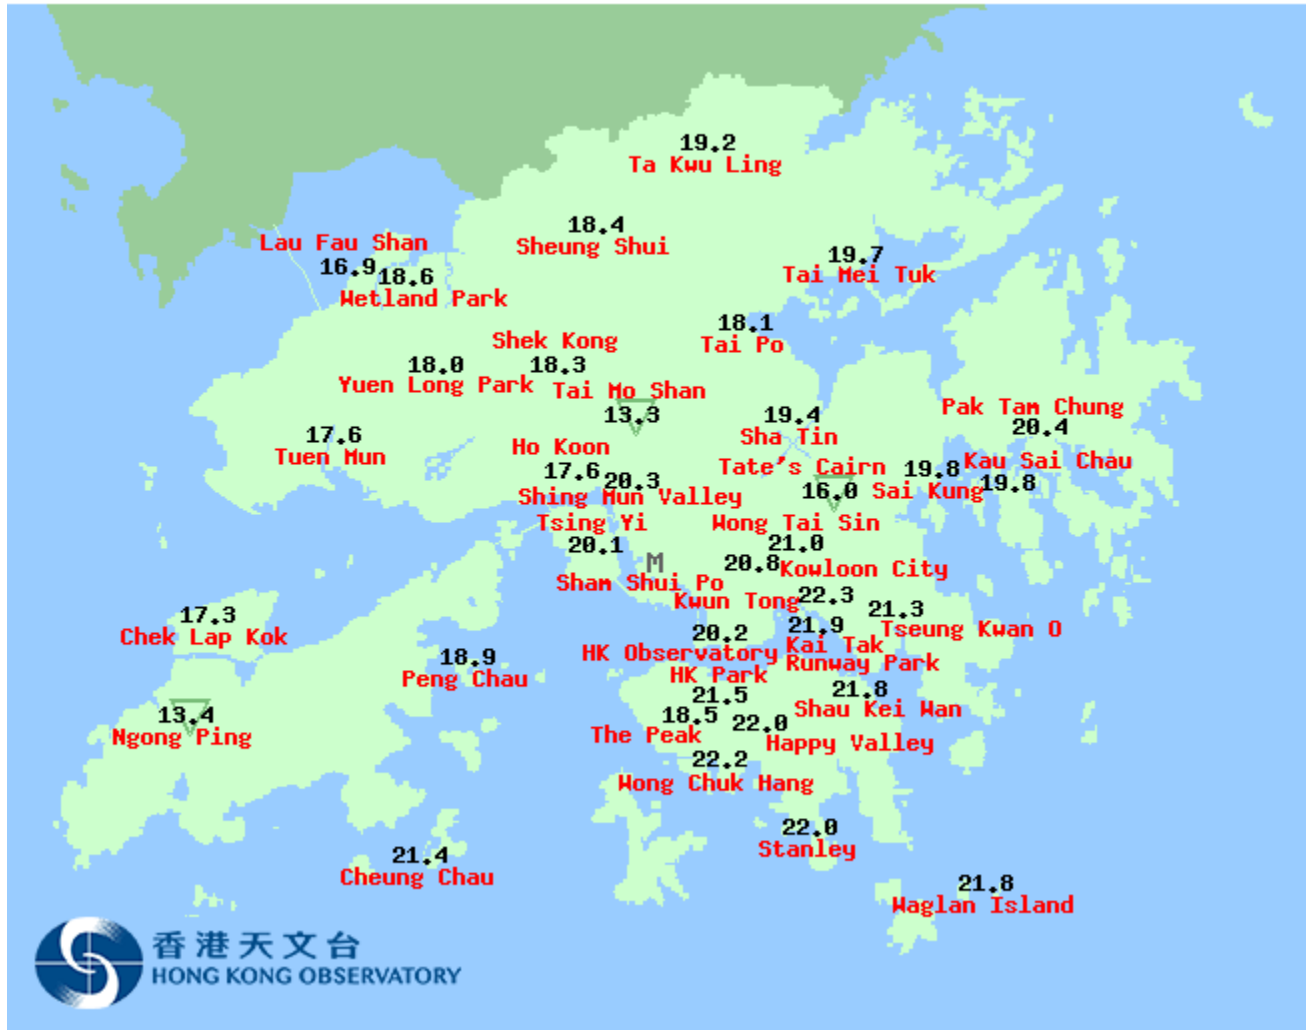 19.2
Ta Kwu Ling
18.4
Sheung Shui
Lau Fau Shan
16.9
18.6
Wetland Park
19.7
Tai Mei Tuk
18.1
Tai Po
Shek Kong
18.3
18.0
Yuen Long Park
Tai Mo Shan
13.3
Pak Tam Chung
20.4
19.4
Sha Tin
17.6
Tuen Mun
Ho Koon
17.6
20.3
Shing Mun Valley
Tate's Cairn
16.0
19.8
Sai Kung
Kau Sai Chau
19.8
Tsing Yi
20.1
Wong Tai Sin
21.0
20.8
Kowloon City
M
Sham Shui Po
Kwun Tong
22.3
21.3
Tseung Kwan O
17.3
Chek Lap Kok
20.2
HK Observatory
21.9
Kai Tak
Runway Park
18.9
Peng Chau
HK Park
21.5
21.8
Shau Kei Wan
13.4
Ngong Ping
18.5
The Peak
22.0
Happy Valley
22.2
Wong Chuk Hang
22.0
Stanley
21.4
Cheung Chau
21.8
Waglan Island
香港天文台
HONG KONG OBSERVATORY